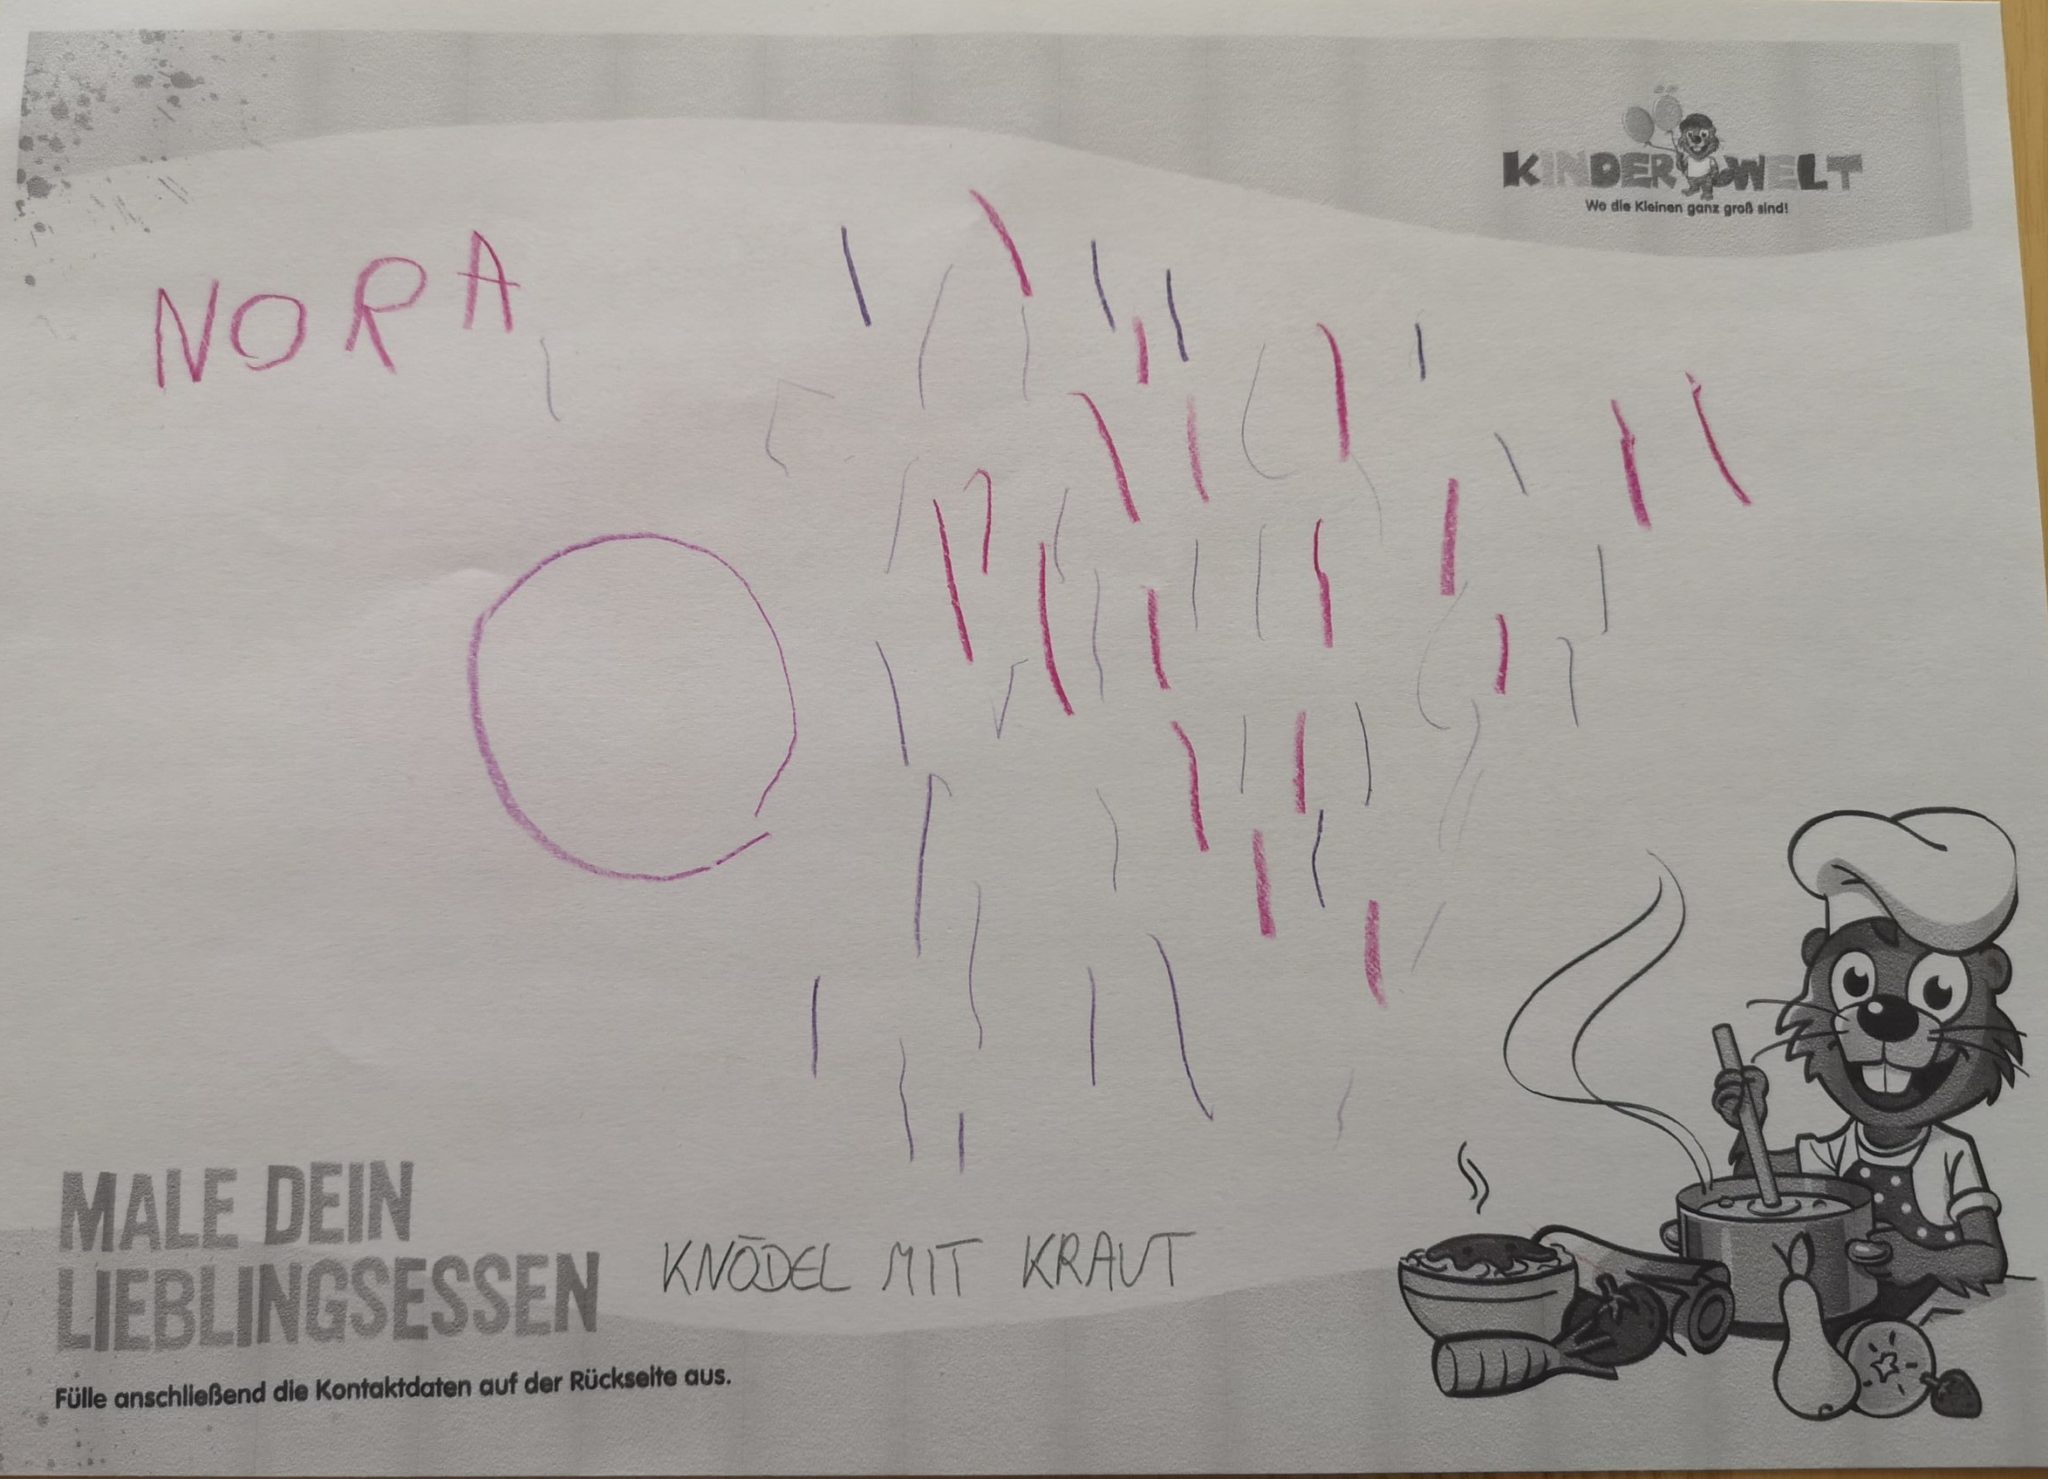 KINDERWELT
Wo die Kleinen ganz groß sind!
NORA
MALE DEIN
LIEBLINGSESSEN
KNÖDEL MIT KRAUT
Fülle anschließend die Kontaktdaten auf der Rückseite aus.